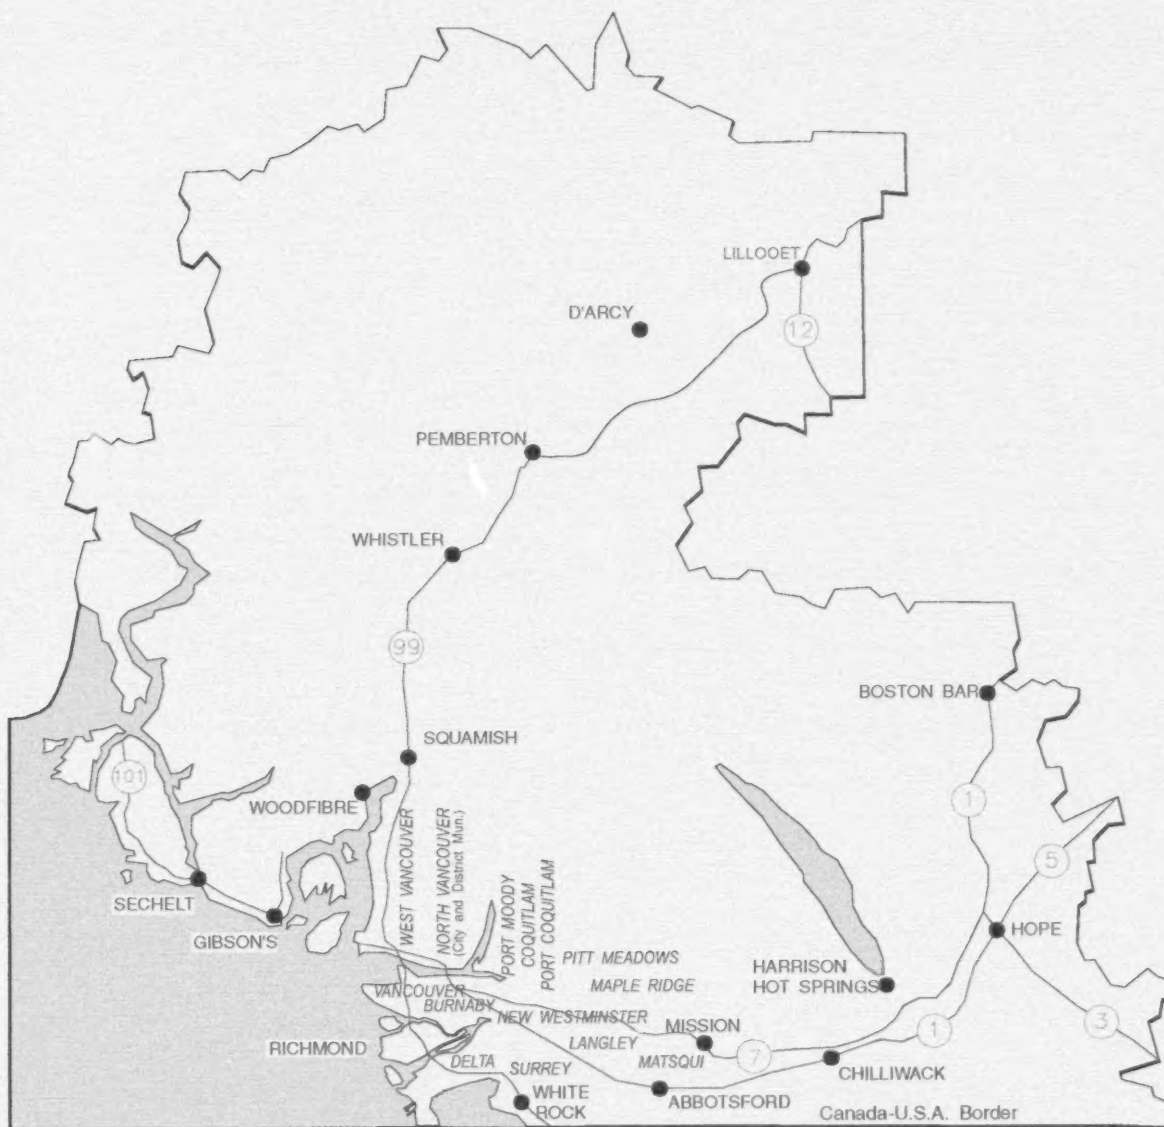 LILLOOET
D'ARCY
12
PEMBERTON
WHISTLER
99
BOSTON BAR
SQUAMISH
101
WOODFIBRE
1
5
WEST VANCOUVER
NORTH VANCOUVER
(City and District Mun.)
PORT MOODY
COQUITLAM
PORT COQUITLAM
SECHELT
GIBSON'S
HOPE
PITT MEADOWS
HARRISON
HOT SPRINGS
MAPLE RIDGE
VANCOUVER
BURNABY
NEW WESTMINSTER
MISSION
1
3
RICHMOND
LANGLEY
7
DELTA
SURREY
MATSQUI
CHILLIWACK
WHITE
ROCK
ABBOTSFORD
Canada-U.S.A. Border